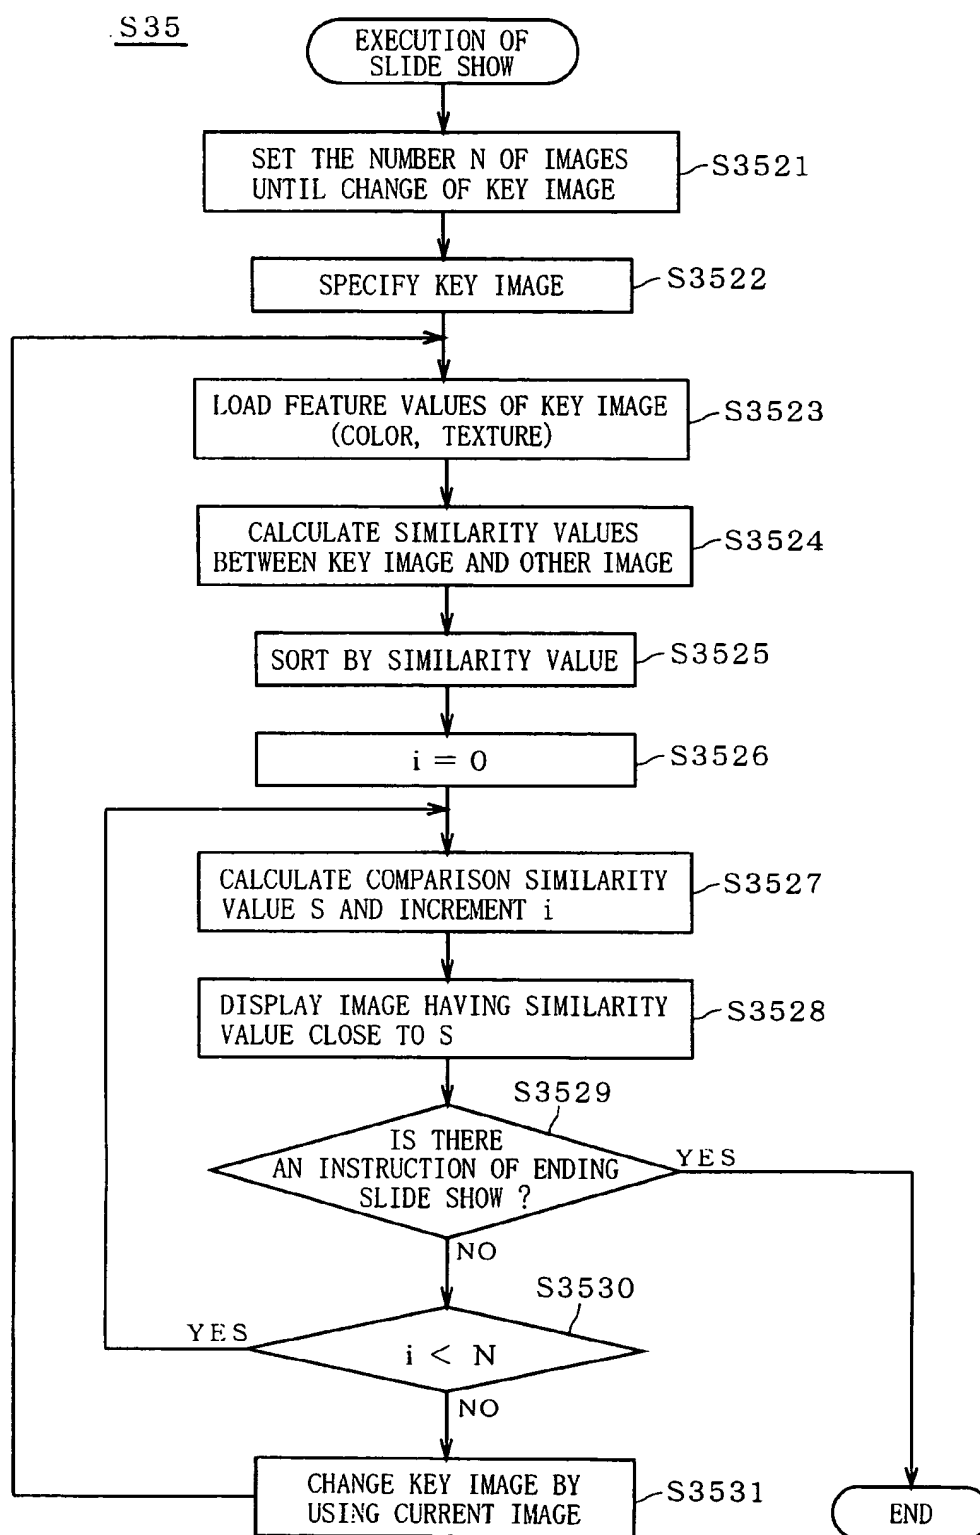 S35
EXECUTION OF
SLIDE SHOW
SET THE NUMBER N OF IMAGES
UNTIL CHANGE OF KEY IMAGE
S3521
SPECIFY KEY IMAGE
S3522
LOAD FEATURE VALUES OF KEY IMAGE
(COLOR, TEXTURE)
S3523
CALCULATE SIMILARITY VALUES
BETWEEN KEY IMAGE AND OTHER IMAGE
S3524
SORT BY SIMILARITY VALUE
S3525
i = 0
S3526
CALCULATE COMPARISON SIMILARITY
VALUE S AND INCREMENT i
S3527
DISPLAY IMAGE HAVING SIMILARITY
VALUE CLOSE TO S
S3528
S3529
IS THERE
AN INSTRUCTION OF ENDING
SLIDE SHOW ?
YES
NO
S3530
YES
i < N
NO
CHANGE KEY IMAGE BY
USING CURRENT IMAGE
S3531
END